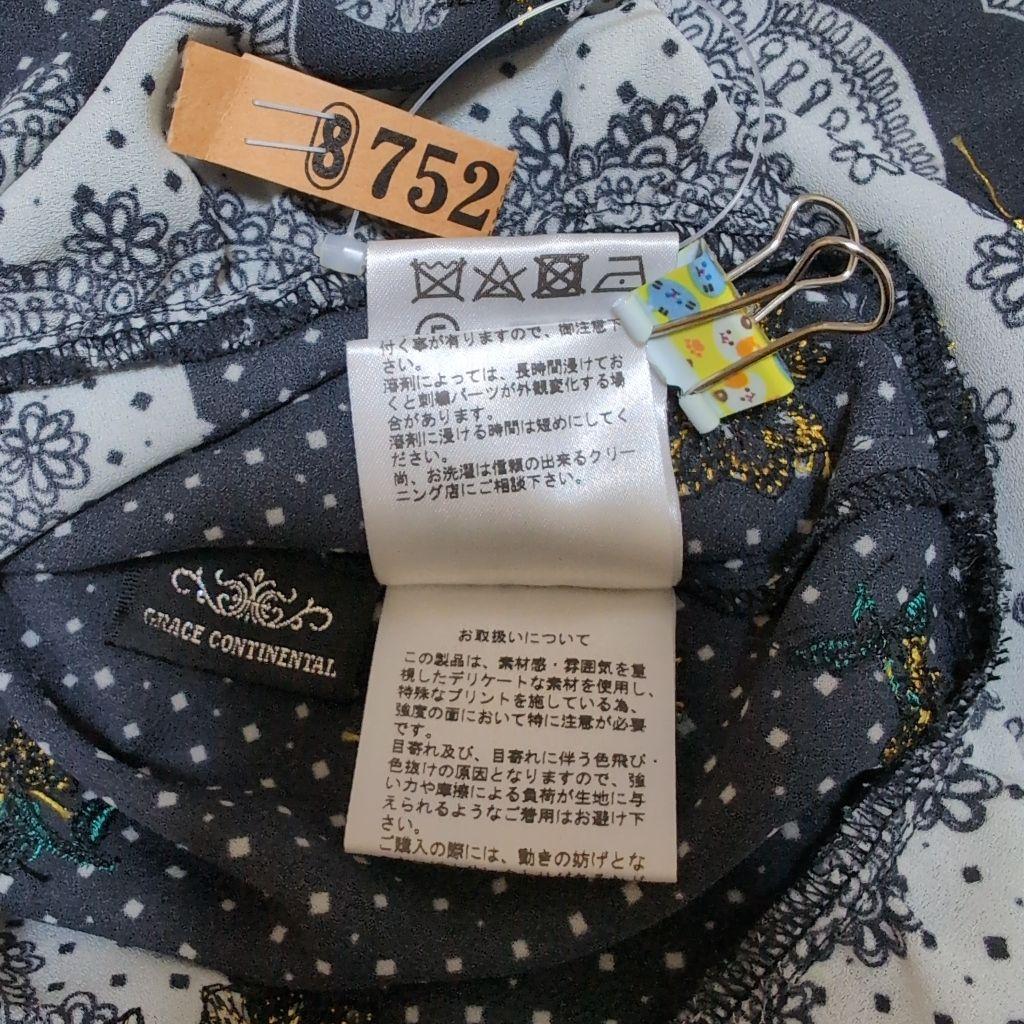 8 752
付く事が有りますので、御注意下
さい。
溶剤によっては、長時間浸けてお
くと刺繍パーツが外観変化する場
合があります。
溶剤に浸ける時間は短めにしてく
ださい。
尚、お洗濯は信頼の出来るクリー
ニング店にご相談下さい。
GRACE CONTINENTAL
お取扱いについて
この製品は、素材感・雰囲気を重
視したデリケートな素材を使用し、
特殊なプリントを施している為、
強度の面において特に注意が必要
です。
目寄れ及び、目寄れに伴う色飛び・
色抜けの原因となりますので、強
い力や摩擦による負荷が生地に与
えられるようなご着用はお避け下
さい。
ご購入の際には、動きの妨げとな